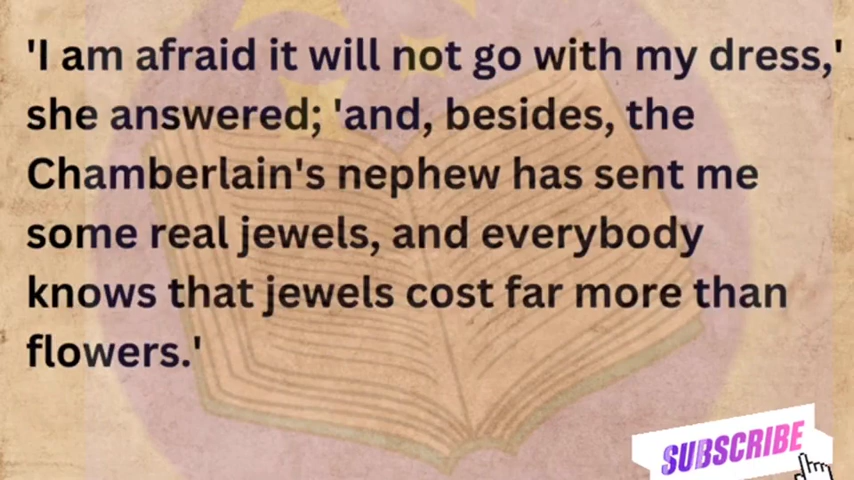 'I am afraid it will not go with my dress,'
she answered; 'and, besides, the
Chamberlain's nephew has sent me
some real jewels, and everybody
knows that jewels cost far more than
flowers.'
SUBSCRIBE